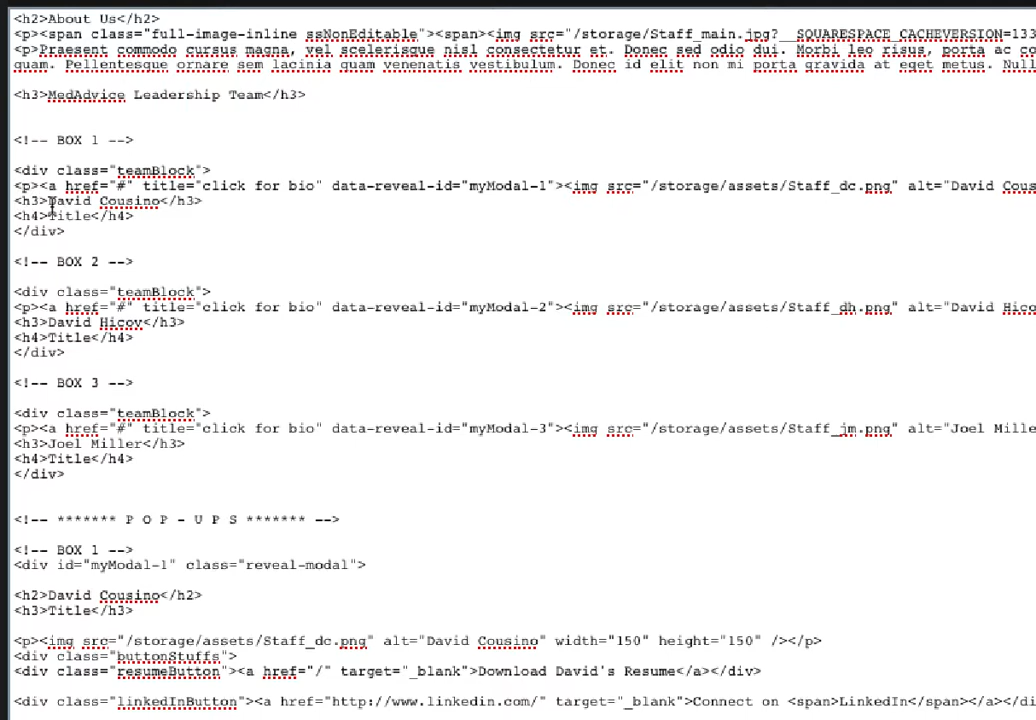 <h2>About Us</h2>
<p><span class="full-image-inline ssNonEditable"><span><img src="/storage/Staff_main.jpg?__SQUARESPACE_CACHEVERSION=133
<p>Praesent commodo cursus magna, vel scelerisque nisl consectetur et. Donec sed odio dui. Morbi leo risus, porta ac co
quam. Pellentesque ornare sem lacinia quam venenatis vestibulum. Donec id elit non mi porta gravida at eget metus. Null
<h3>MedAdvice Leadership Team</h3>
<!-- BOX 1 -->
<div class="teamBlock">
<p><a href="#" title="click for bio" data-reveal-id="myModal-1"><img src="/storage/assets/Staff_dc.png" alt="David Cous
<h3>David Cousino</h3>
<h4>Title</h4>
</div>
<!-- BOX 2 -->
<div class="teamBlock">
<p><a href="#" title="click for bio" data-reveal-id="myModal-2"><img src="/storage/assets/Staff_dh.png" alt="David Hico
<h3>David Hicov</h3>
<h4>Title</h4>
</div>
<!-- BOX 3 -->
<div class="teamBlock">
<p><a href="#" title="click for bio" data-reveal-id="myModal-3"><img src="/storage/assets/Staff_jm.png" alt="Joel Mille
<h3>Joel Miller</h3>
<h4>Title</h4>
</div>
<!-- ******* P O P - U P S ******* -->
<!-- BOX 1 -->
<div id="myModal-1" class="reveal-modal">
<h2>David Cousino</h2>
<h3>Title</h3>
<p><img src="/storage/assets/Staff_dc.png" alt="David Cousino" width="150" height="150" /></p>
<div class="buttonStuffs">
<div class="resumeButton"><a href="/" target="_blank">Download David's Resume</a></div>
<div class="linkedInButton"><a href="http://www.linkedin.com/" target="_blank">Connect on <span>LinkedIn</span></a></di